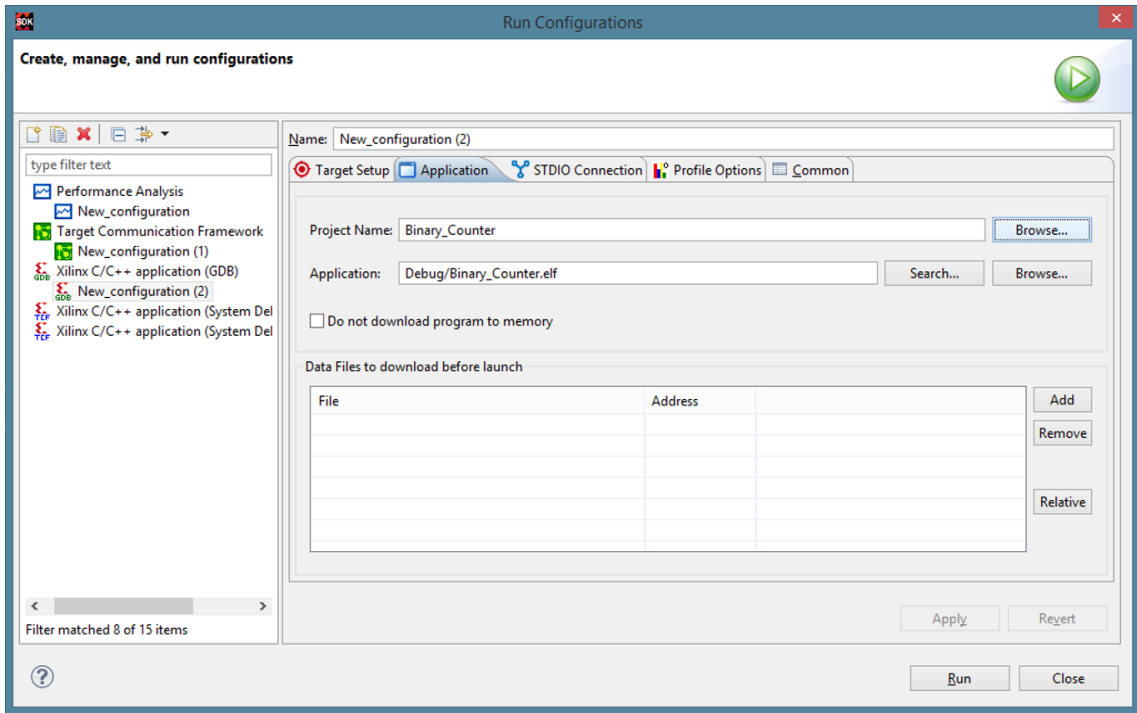 SDK Run Configurations
Create, manage, and run configurations
type filter text
Performance Analysis
New_configuration
Target Communication Framework
New_configuration (1)
GDB Xilinx C/C++ application (GDB)
GDB New_configuration (2)
TCF Xilinx C/C++ application (System Del
TCF Xilinx C/C++ application (System Del
Filter matched 8 of 15 items
Name: New_configuration (2)
Target Setup Application STDIO Connection Profile Options Common
Project Name: Binary_Counter Browse...
Application: Debug/Binary_Counter.elf Search... Browse...
Do not download program to memory
Data Files to download before launch
File Address Add
Remove
Relative
Apply Revert
? Run Close